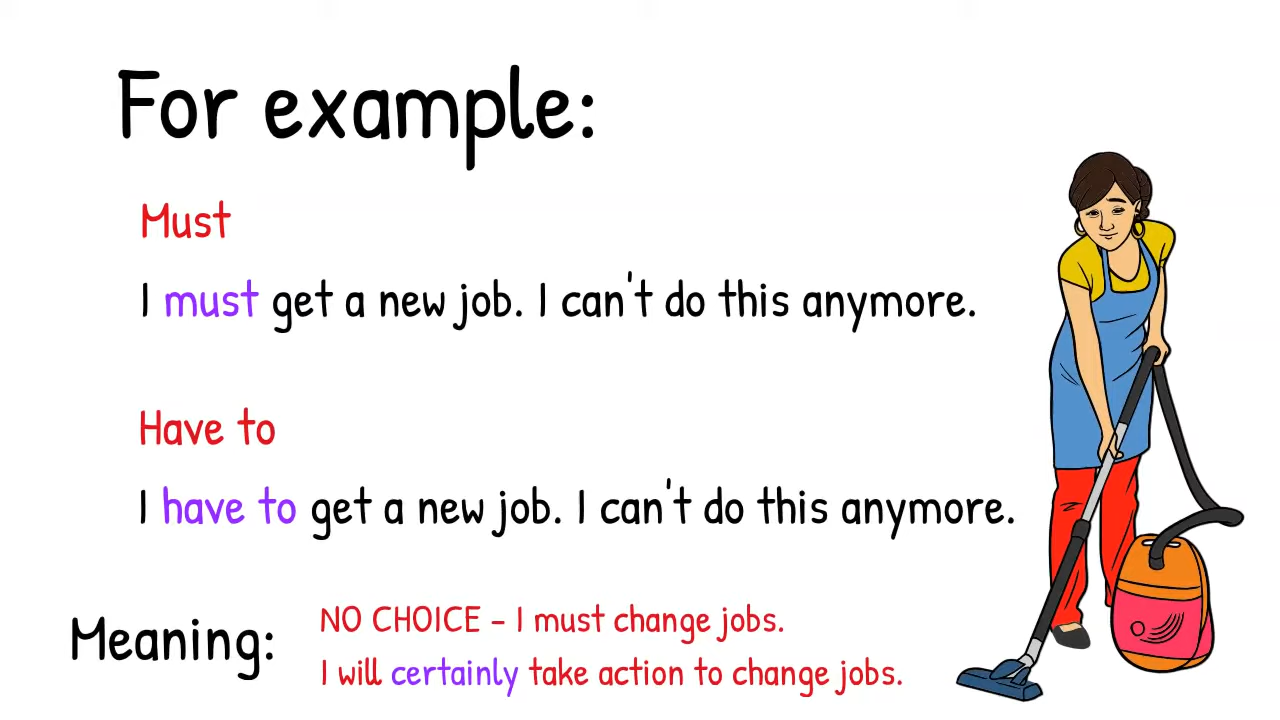 For example:
Must
I must get a new job. I can't do this anymore.
Have to
I have to get a new job. I can't do this anymore.
Meaning:
NO CHOICE - I must change jobs.
I will certainly take action to change jobs.